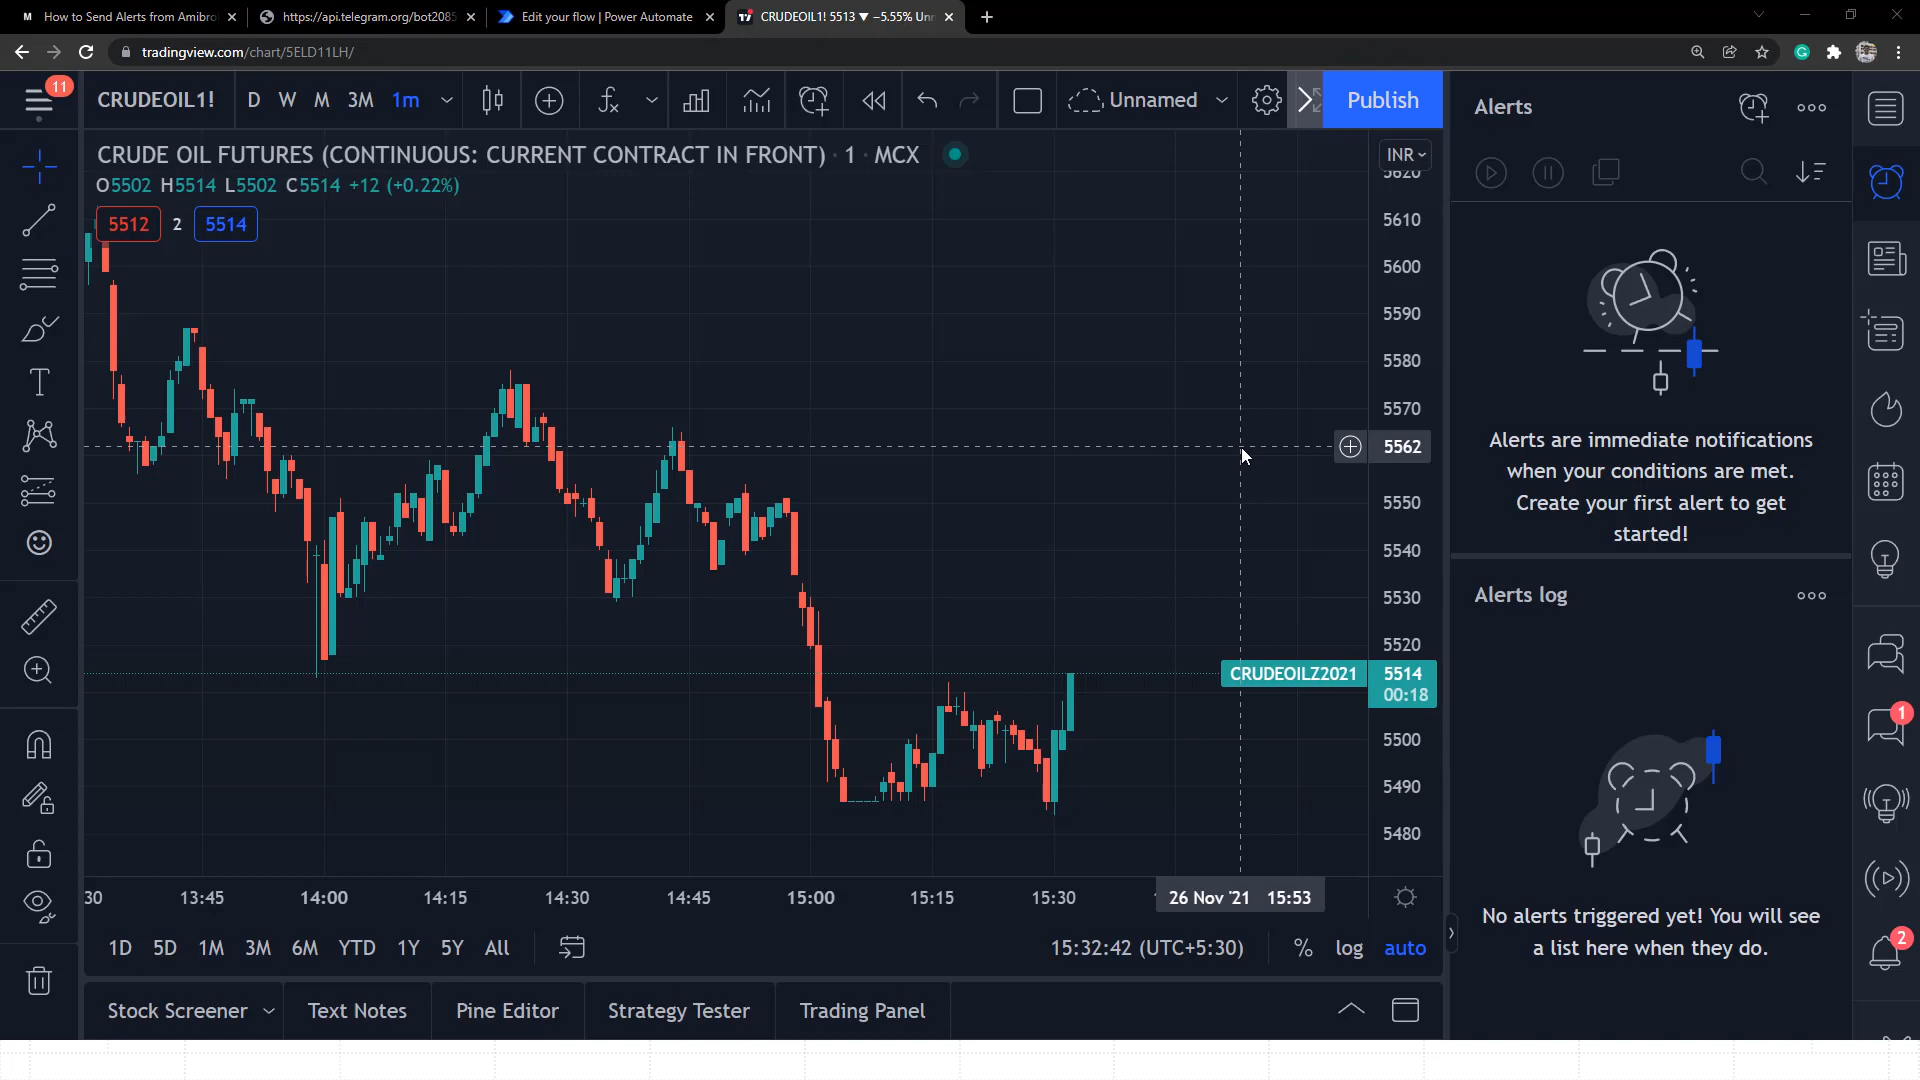 How to Send Alerts from Amibro
https://api.telegram.org/bot2085
Edit your flow | Power Automate
CRUDEOIL1! 5513 ▼ −5.55% Unn
tradingview.com/chart/5ELD11LH/
11
CRUDEOIL1!
D W M 3M 1m
Unnamed
Publish
CRUDE OIL FUTURES (CONTINUOUS: CURRENT CONTRACT IN FRONT) · 1 · MCX
INR
O5502 H5514 L5502 C5514 +12 (+0.22%)
5512 2 5514
5620
5610
5600
5590
5580
5570
5562
5550
5540
5530
5520
CRUDEOILZ2021 5514
00:18
5500
5490
5480
30 13:45 14:00 14:15 14:30 14:45 15:00 15:15 15:30 26 Nov '21 15:53
1D 5D 1M 3M 6M YTD 1Y 5Y All
15:32:42 (UTC+5:30) % log auto
Stock Screener Text Notes Pine Editor Strategy Tester Trading Panel
Alerts
Alerts are immediate notifications
when your conditions are met.
Create your first alert to get
started!
Alerts log
No alerts triggered yet! You will see
a list here when they do.
1
2